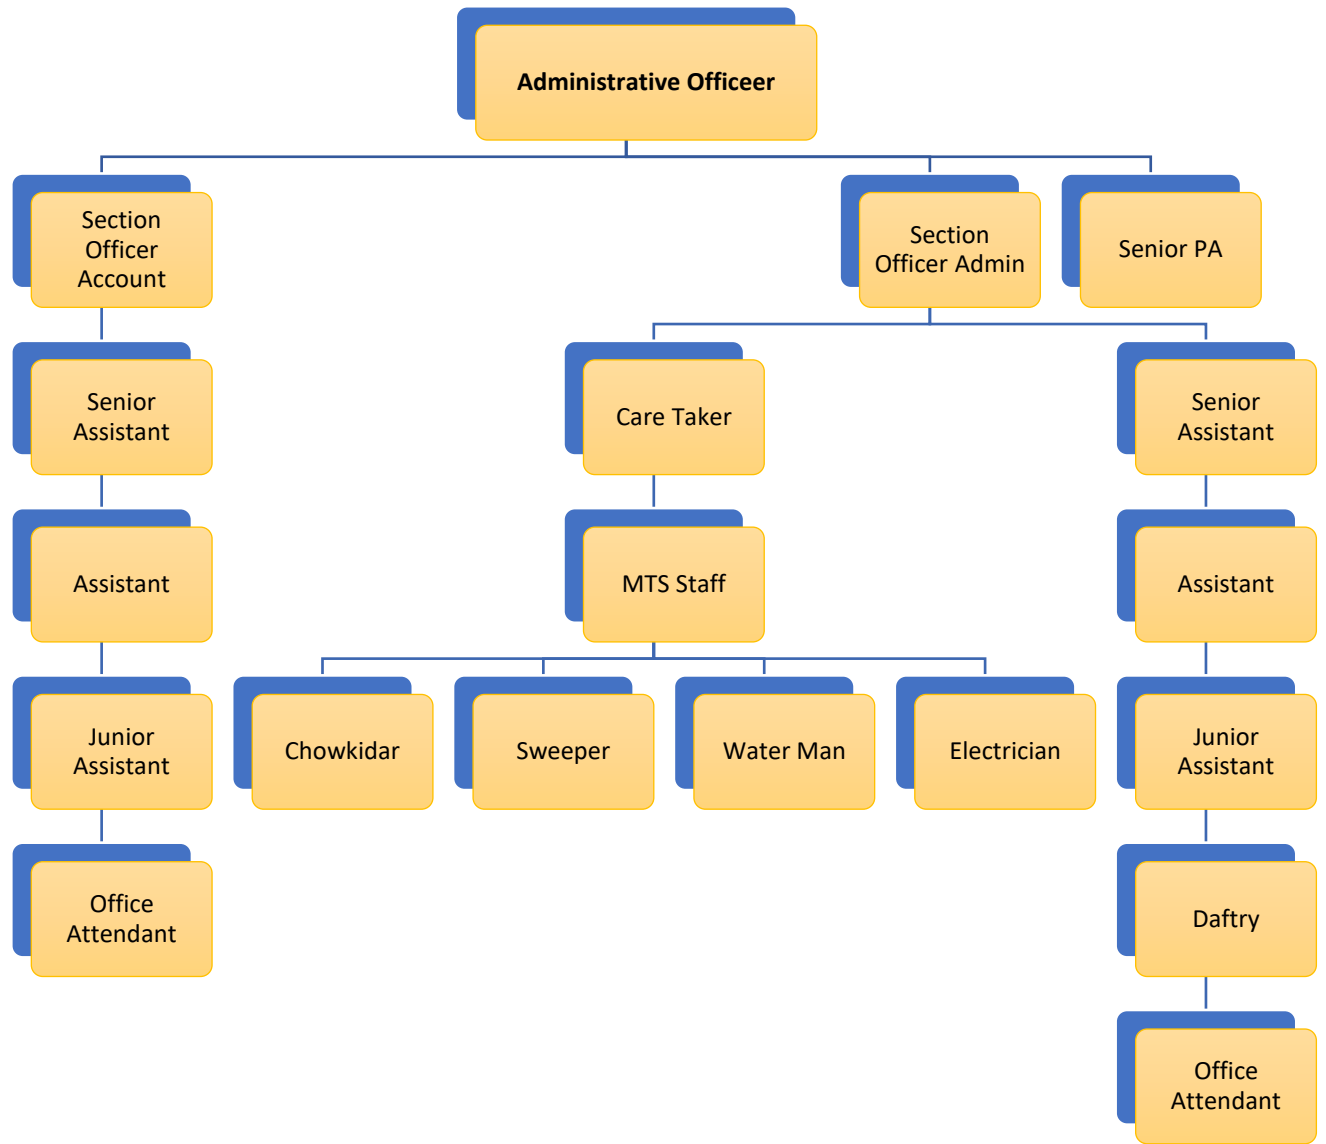 Administrative Officeer
Section
Officer
Account
Section
Officer Admin
Senior PA
Senior
Assistant
Care Taker
Senior
Assistant
Assistant
MTS Staff
Assistant
Junior
Assistant
Chowkidar
Sweeper
Water Man
Electrician
Junior
Assistant
Office
Attendant
Daftry
Office
Attendant